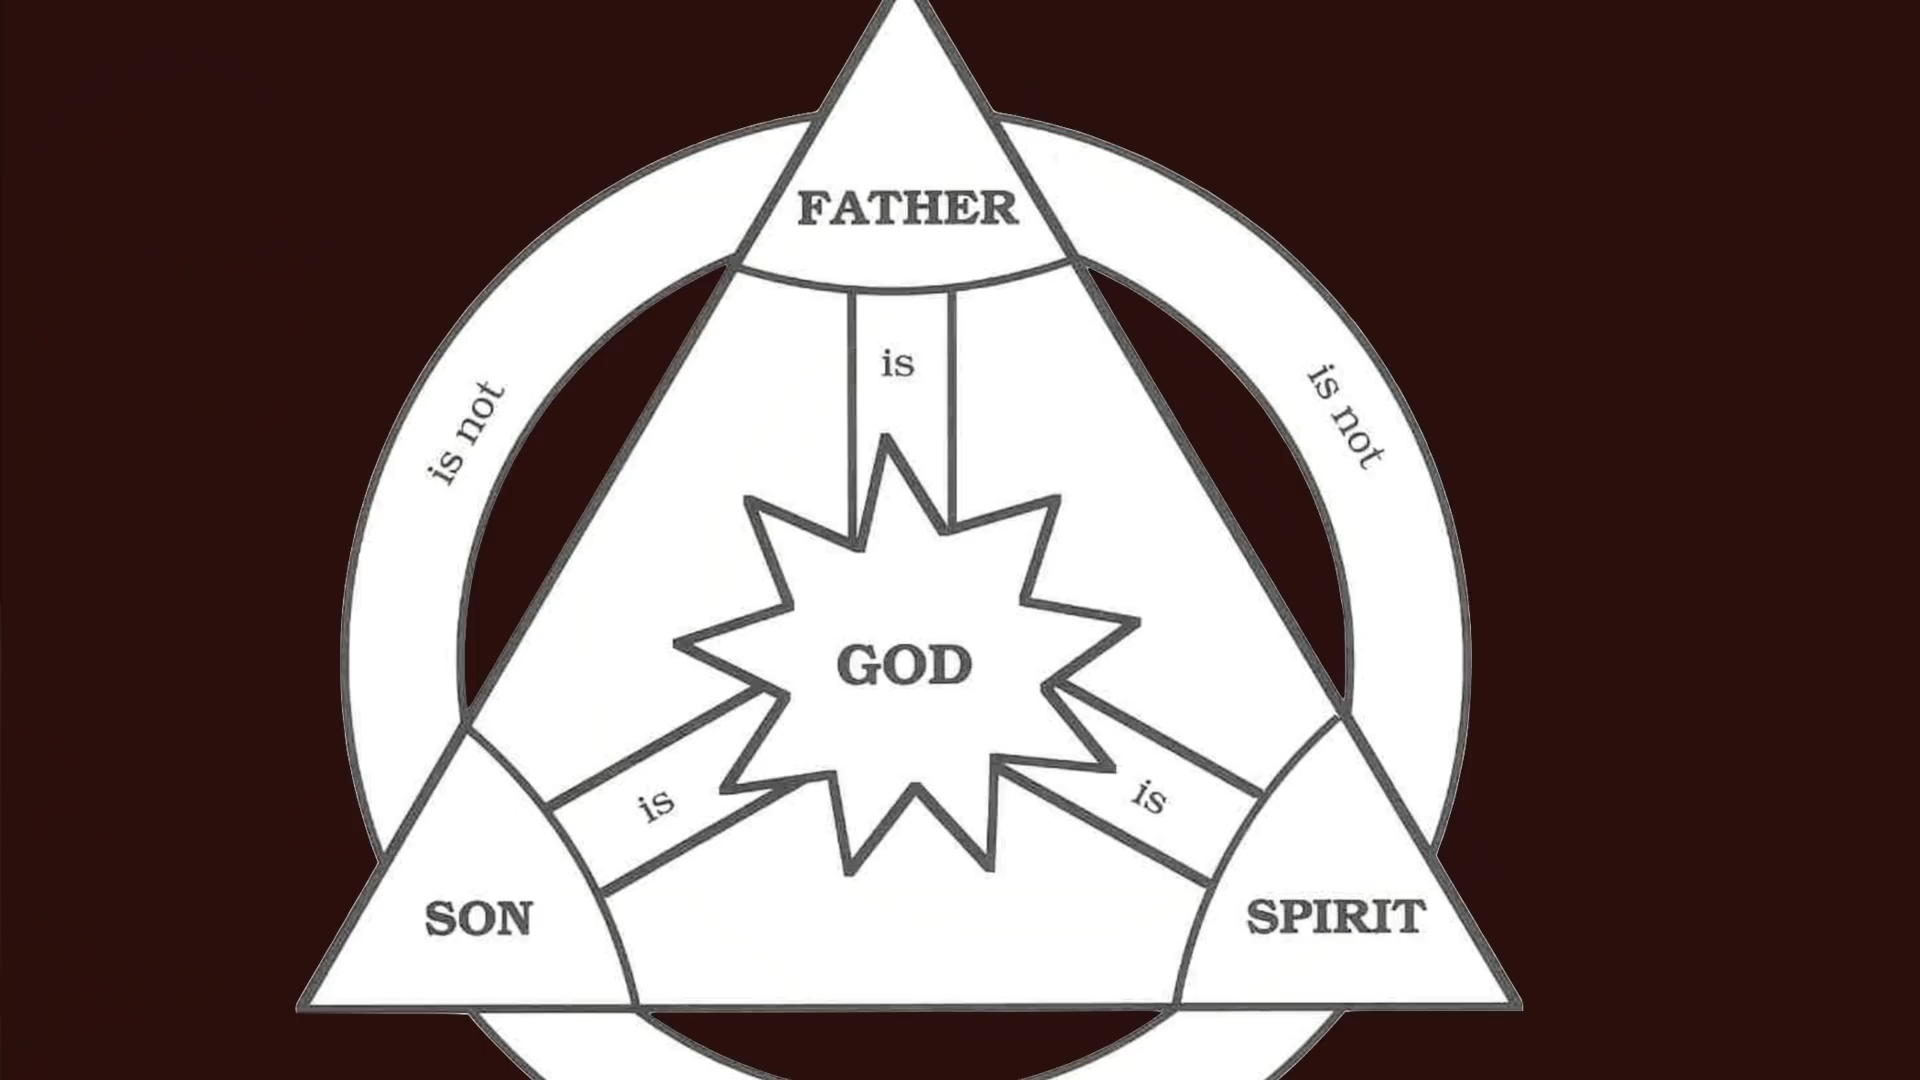 FATHER
is
is not
is not
GOD
is
is
SON
SPIRIT